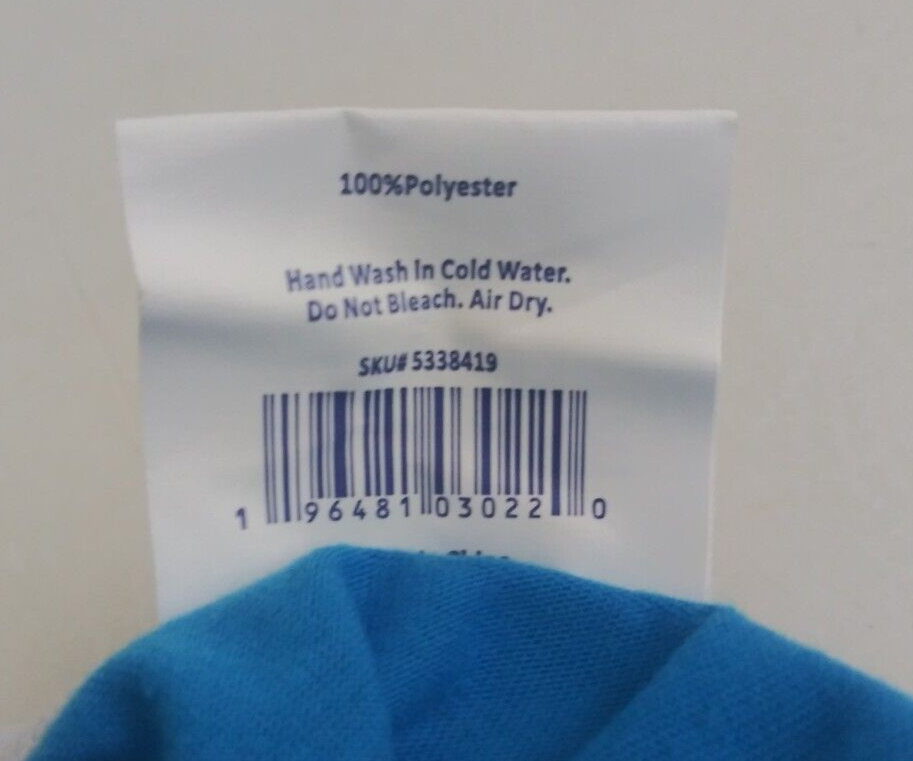 100%Polyester
Hand Wash In Cold Water.
Do Not Bleach. Air Dry.
SKU# 5338419
1 96481 03022 0